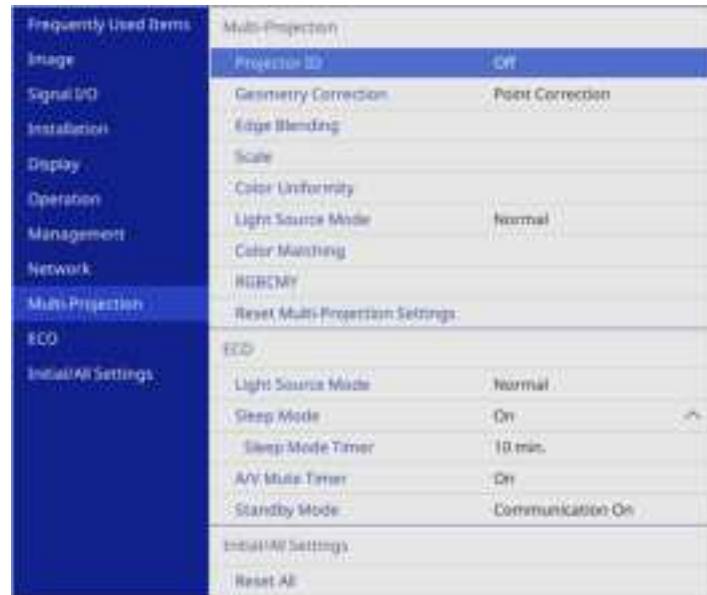 Frequently Used Items
Image
Signal I/O
Installation
Display
Operation
Management
Network
Multi-Projection
ECO
Initial/All Settings
Multi-Projection
Projector ID Off
Geometry Correction Point Correction
Edge Blending
Scale
Color Uniformity
Light Source Mode Normal
Color Matching
RGBCMY
Reset Multi-Projection Settings
ECO
Light Source Mode Normal
Sleep Mode On
Sleep Mode Timer 10 min.
A/V Mute Timer On
Standby Mode Communication On
Initial/All Settings
Reset All